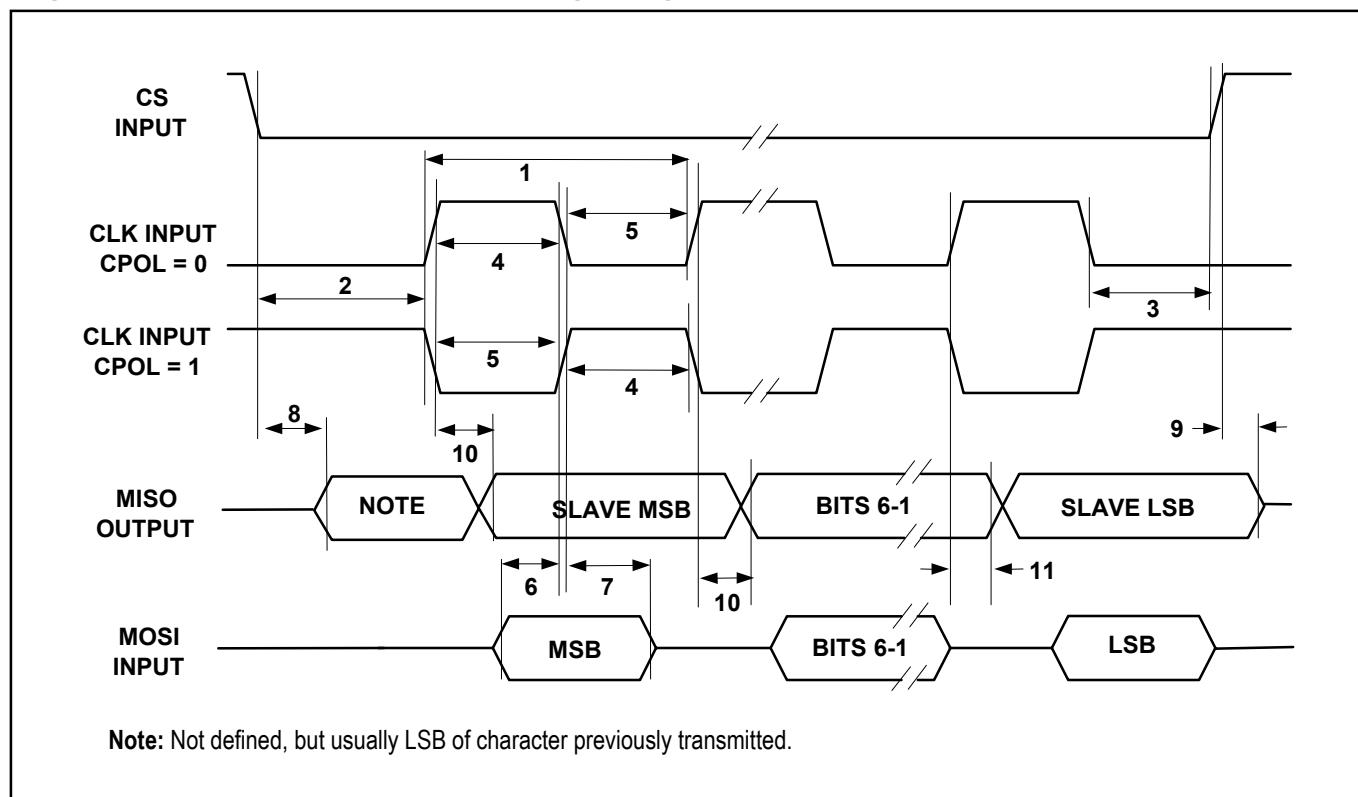 CS
INPUT
1
CLK INPUT
CPOL = 0
4
5
2
3
CLK INPUT
CPOL = 1
5
4
8
10
9
MISO
OUTPUT
NOTE
SLAVE MSB
BITS 6-1
SLAVE LSB
6
7
10
11
MOSI
INPUT
MSB
BITS 6-1
LSB
Note: Not defined, but usually LSB of character previously transmitted.